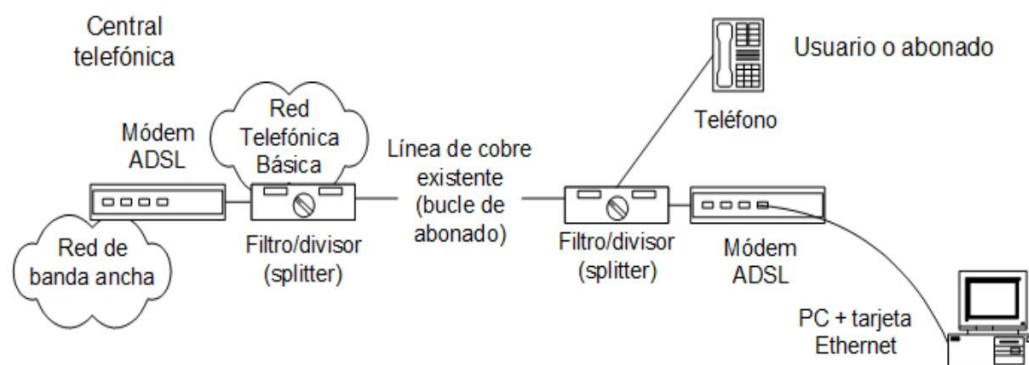 Central
telefónica
Módem
ADSL
Red
Telefónica
Básica
Red de
banda ancha
Filtro/divisor
(splitter)
Línea de cobre
existente
(bucle de
abonado)
Filtro/divisor
(splitter)
Teléfono
Usuario o abonado
Módem
ADSL
PC + tarjeta
Ethernet